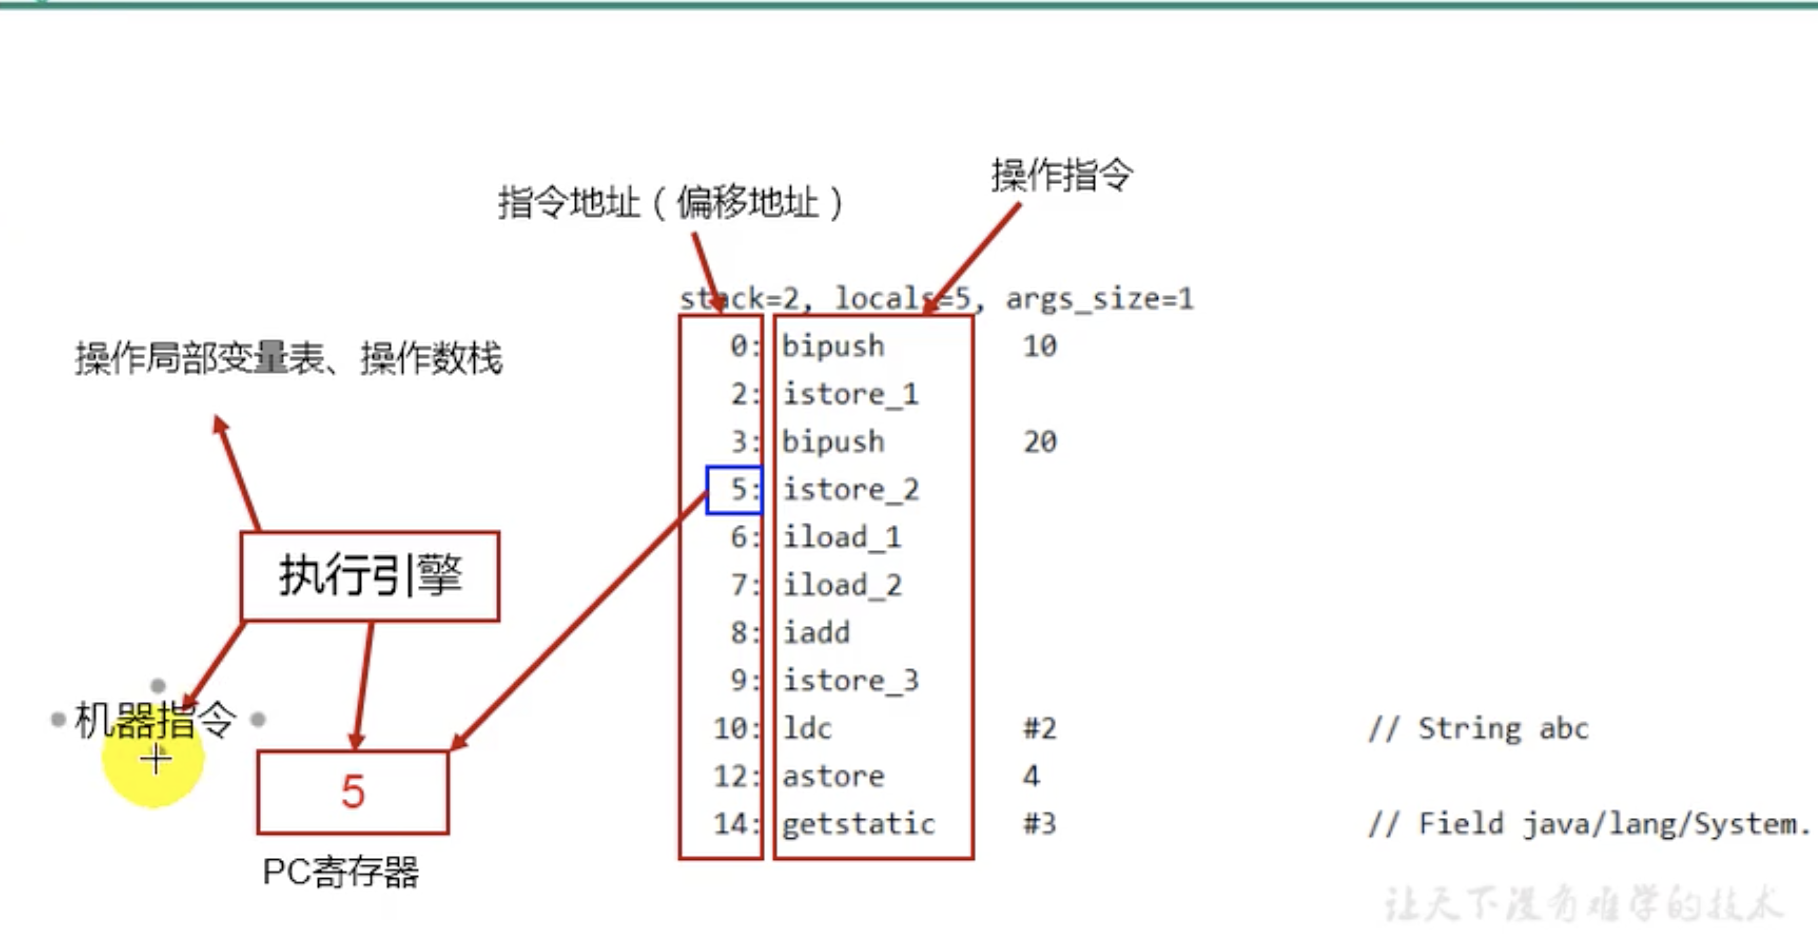 操作指令
指令地址（偏移地址）
stack=2, locals=5, args_size=1
0: bipush 10
2: istore_1
3: bipush 20
5: istore_2
6: iload_1
7: iload_2
8: iadd
9: istore_3
10: ldc #2 // String abc
12: astore 4
14: getstatic #3 // Field java/lang/System.
操作局部变量表、操作数栈
执行引擎
机器指令
5
PC寄存器
让天下没有难学的技术